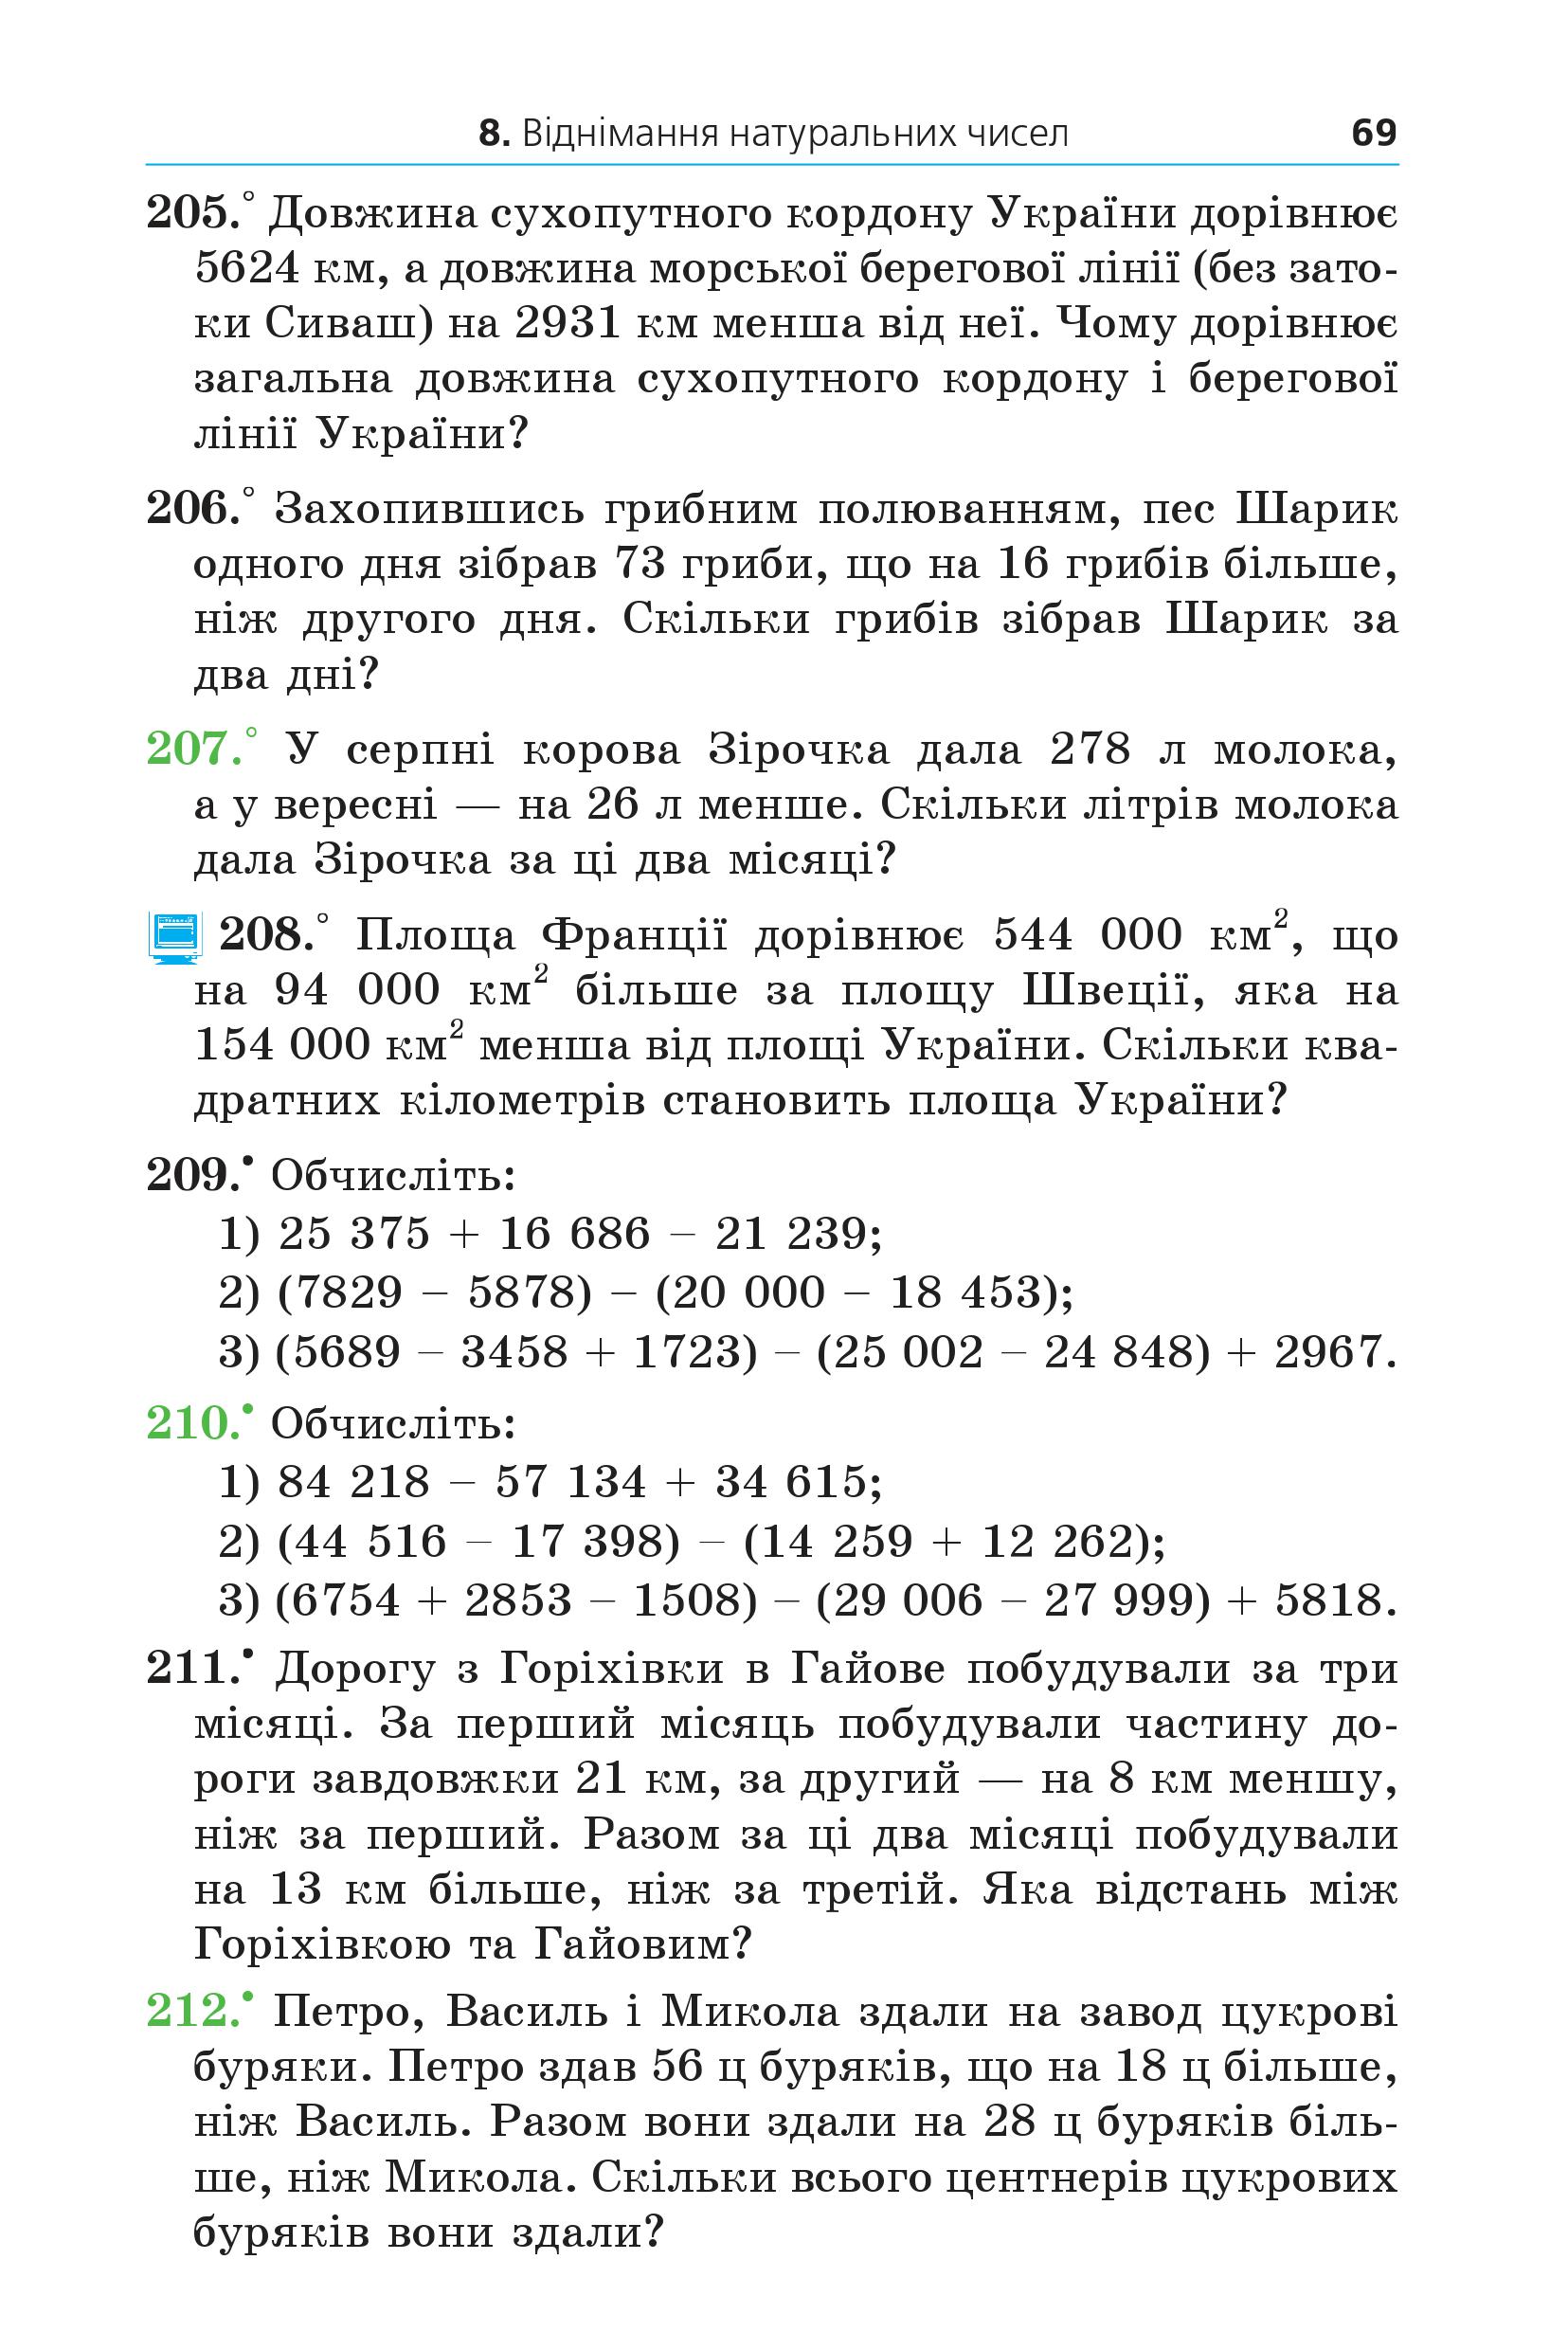 8. Віднімання натуральних чисел 69
205.° Довжина сухопутного кордону України дорівнює
5624 км, а довжина морської берегової лінії (без зато-
ки Сиваш) на 2931 км менша від неї. Чому дорівнює
загальна довжина сухопутного кордону і берегової
лінії України?
206.° Захопившись грибним полюванням, пес Шарик
одного дня зібрав 73 гриби, що на 16 грибів більше,
ніж другого дня. Скільки грибів зібрав Шарик за
два дні?
207.° У серпні корова Зірочка дала 278 л молока,
а у вересні — на 26 л менше. Скільки літрів молока
дала Зірочка за ці два місяці?
208.° Площа Франції дорівнює 544 000 км², що
на 94 000 км² більше за площу Швеції, яка на
154 000 км² менша від площі України. Скільки ква-
дратних кілометрів становить площа України?
209.• Обчисліть:
1) 25 375 + 16 686 – 21 239;
2) (7829 – 5878) – (20 000 – 18 453);
3) (5689 – 3458 + 1723) – (25 002 – 24 848) + 2967.
210.• Обчисліть:
1) 84 218 – 57 134 + 34 615;
2) (44 516 – 17 398) – (14 259 + 12 262);
3) (6754 + 2853 – 1508) – (29 006 – 27 999) + 5818.
211.• Дорогу з Горіхівки в Гайове побудували за три
місяці. За перший місяць побудували частину до-
роги завдовжки 21 км, за другий — на 8 км меншу,
ніж за перший. Разом за ці два місяці побудували
на 13 км більше, ніж за третій. Яка відстань між
Горіхівкою та Гайовим?
212.• Петро, Василь і Микола здали на завод цукрові
буряки. Петро здав 56 ц буряків, що на 18 ц більше,
ніж Василь. Разом вони здали на 28 ц буряків біль-
ше, ніж Микола. Скільки всього центнерів цукрових
буряків вони здали?